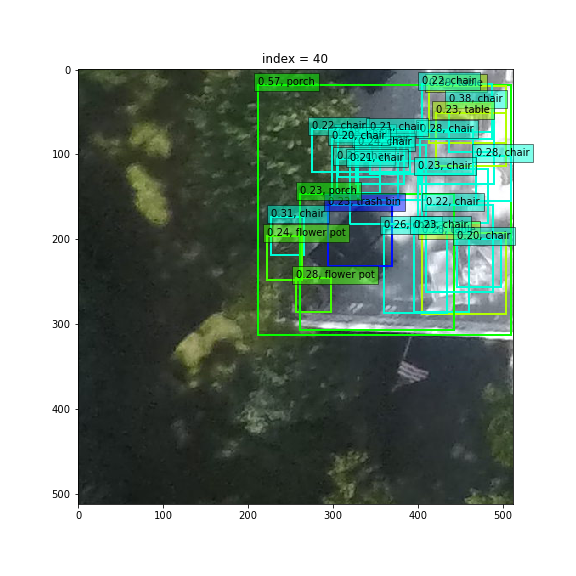 index = 40
0
100
200
300
400
500
0.57, porch
0.22, chair
0.38, chair
0.23, table
0.22, chair
0.21, chair
0.28, chair
0.20, chair
0.24, chair
0.28, chair
0.21, chair
0.23, chair
0.23, porch
0.23, trash bin
0.22, chair
0.31, chair
0.26,
0.23, chair
0.24, flower pot
0.20, chair
0.28, flower pot
0
100
200
300
400
500